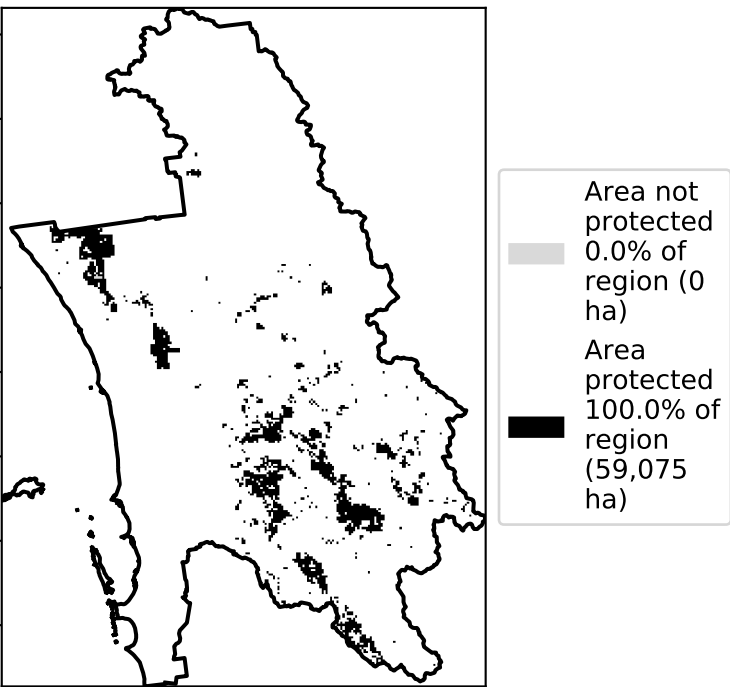 Area not
protected
0.0% of
region (0
ha)
Area
protected
100.0% of
region
(59,075
ha)